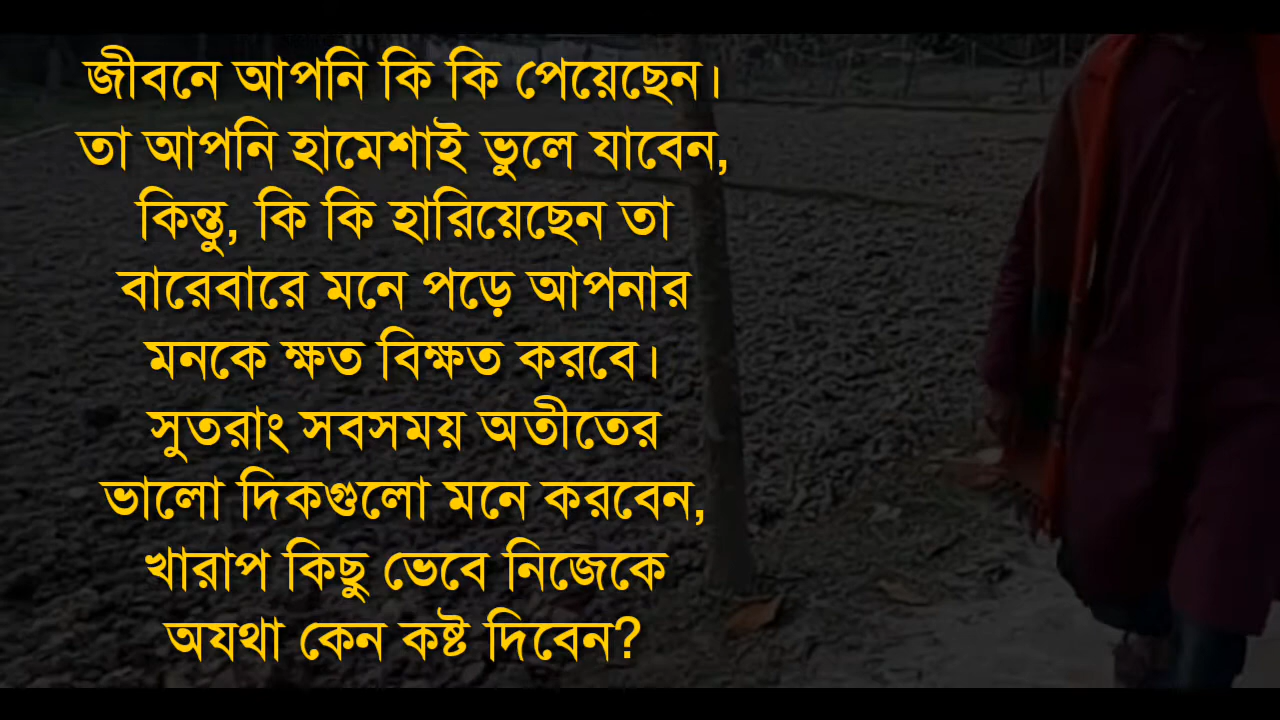 জীবনে আপনি কি কি পেয়েছেন।
তা আপনি হামেশাই ভুলে যাবেন,
কিন্তু, কি কি হারিয়েছেন তা
বারেবারে মনে পড়ে আপনার
মনকে ক্ষত বিক্ষত করবে।
সুতরাং সবসময় অতীতের
ভালো দিকগুলো মনে করবেন,
খারাপ কিছু ভেবে নিজেকে
অযথা কেন কষ্ট দিবেন?